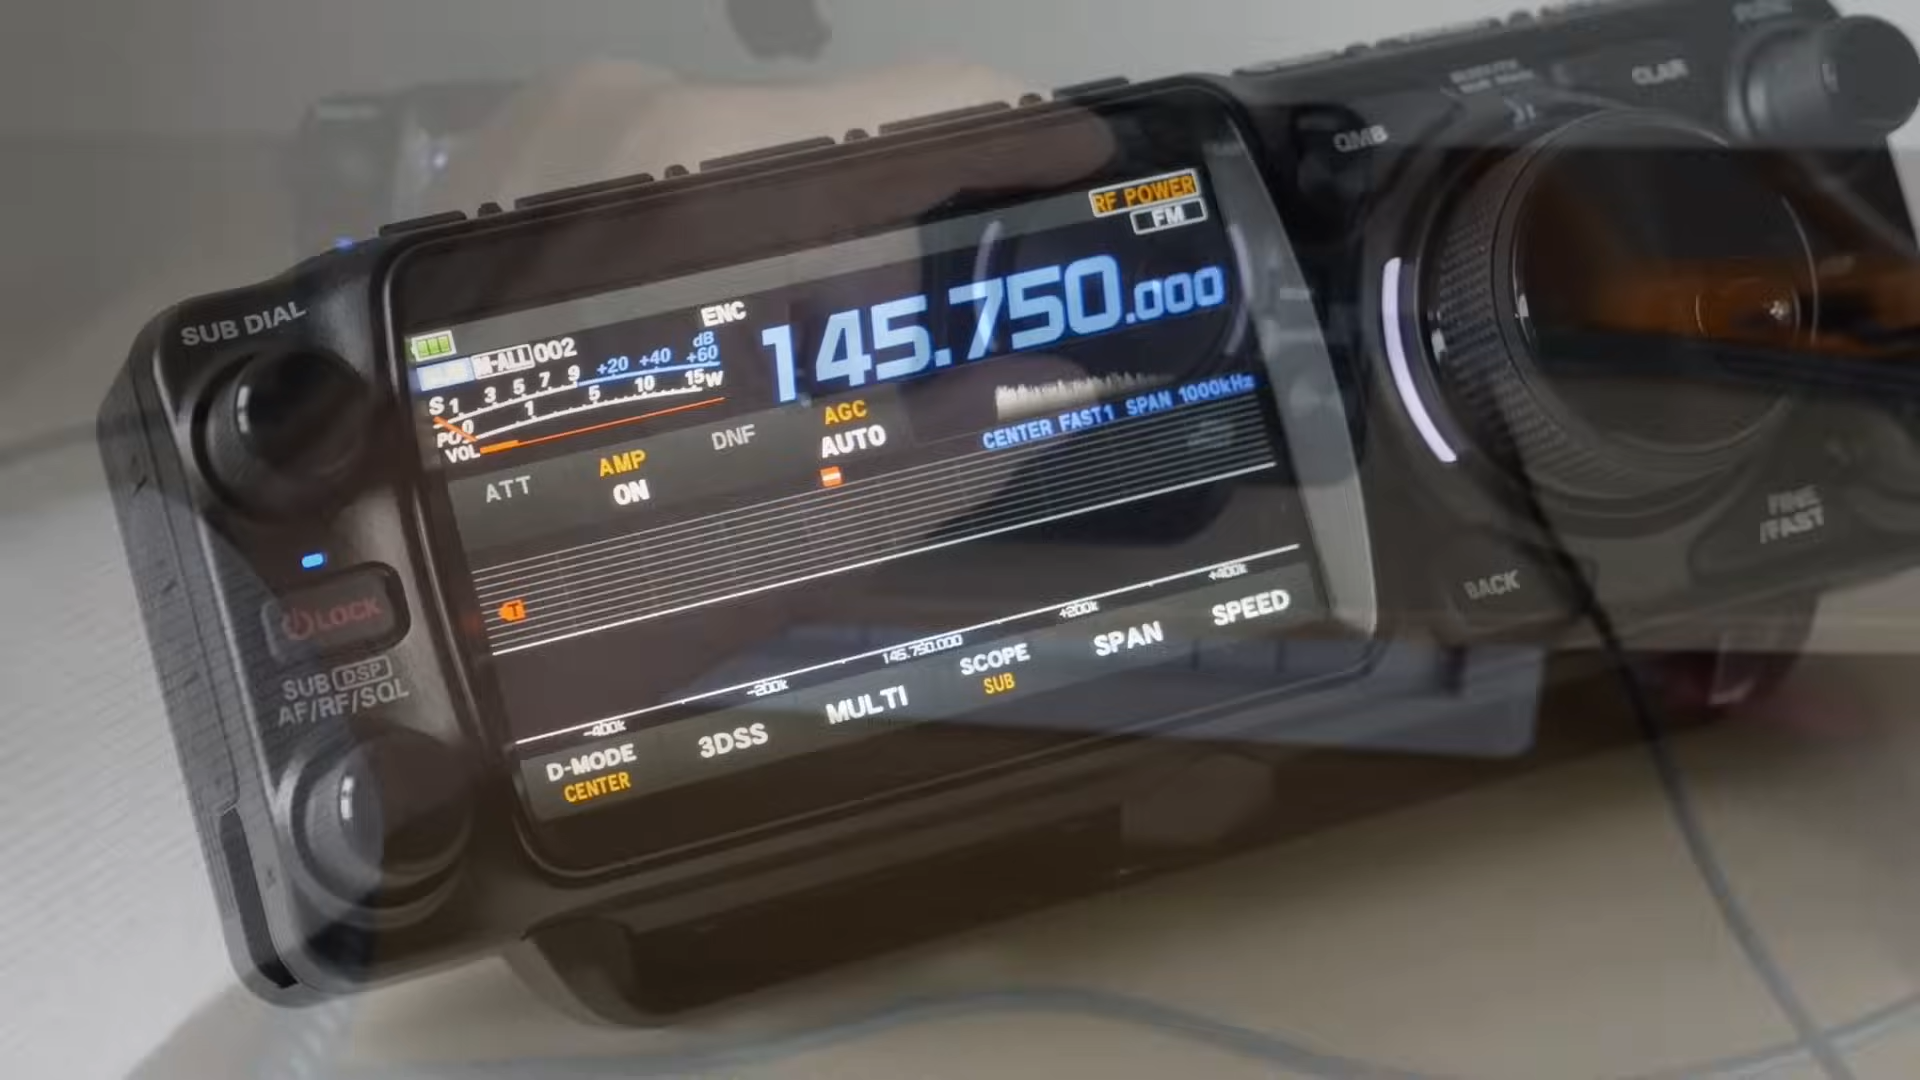 SUB DIAL
RF POWER
FM
ENC
145.750.000
M-ALL 002
dB
+20 +40 +60
S 1 3 5 7 9
PO 0 1 5 10 15W
VOL
ATT
AMP
ON
DNF
AGC
AUTO
CENTER FAST1 SPAN 1000kHz
T
-400k -200k 145.750.000 +200k +400k
D-MODE
CENTER
3DSS
MULTI
SCOPE
SUB
SPAN
SPEED
LOCK
SUB DSP
AF/RF/SQL
QMB
CLAR
FINE
/FAST
BACK